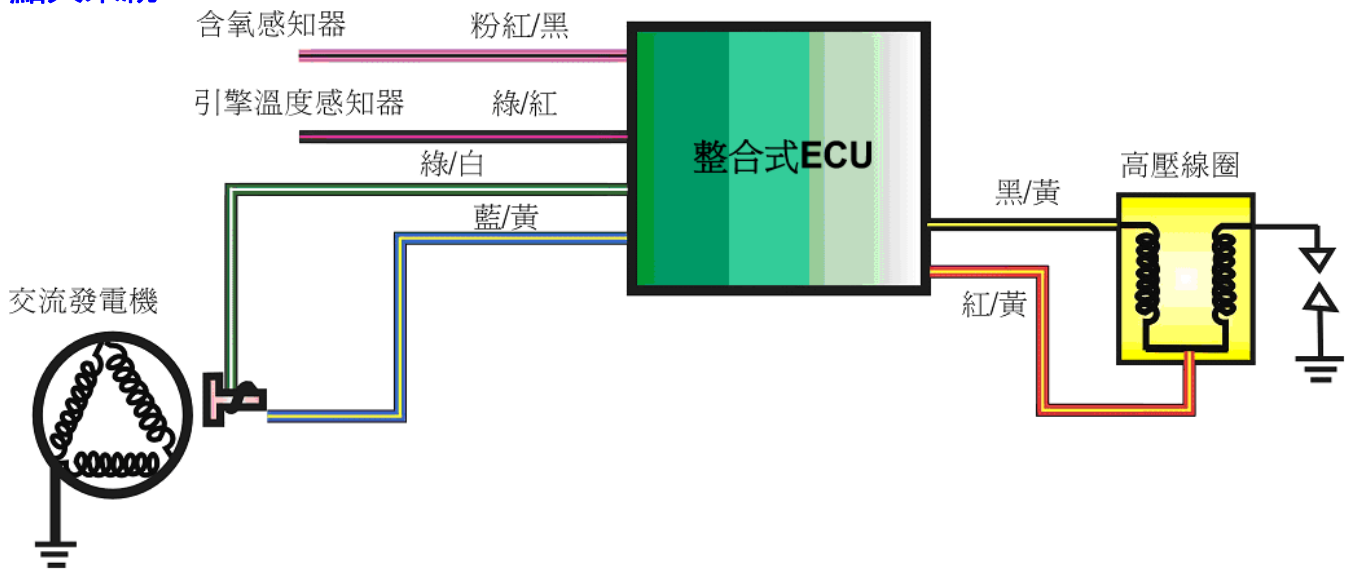 含氧感知器 粉紅/黑
引擎溫度感知器 綠/紅
綠/白
藍/黃
整合式ECU
交流發電機
黑/黃
紅/黃
高壓線圈